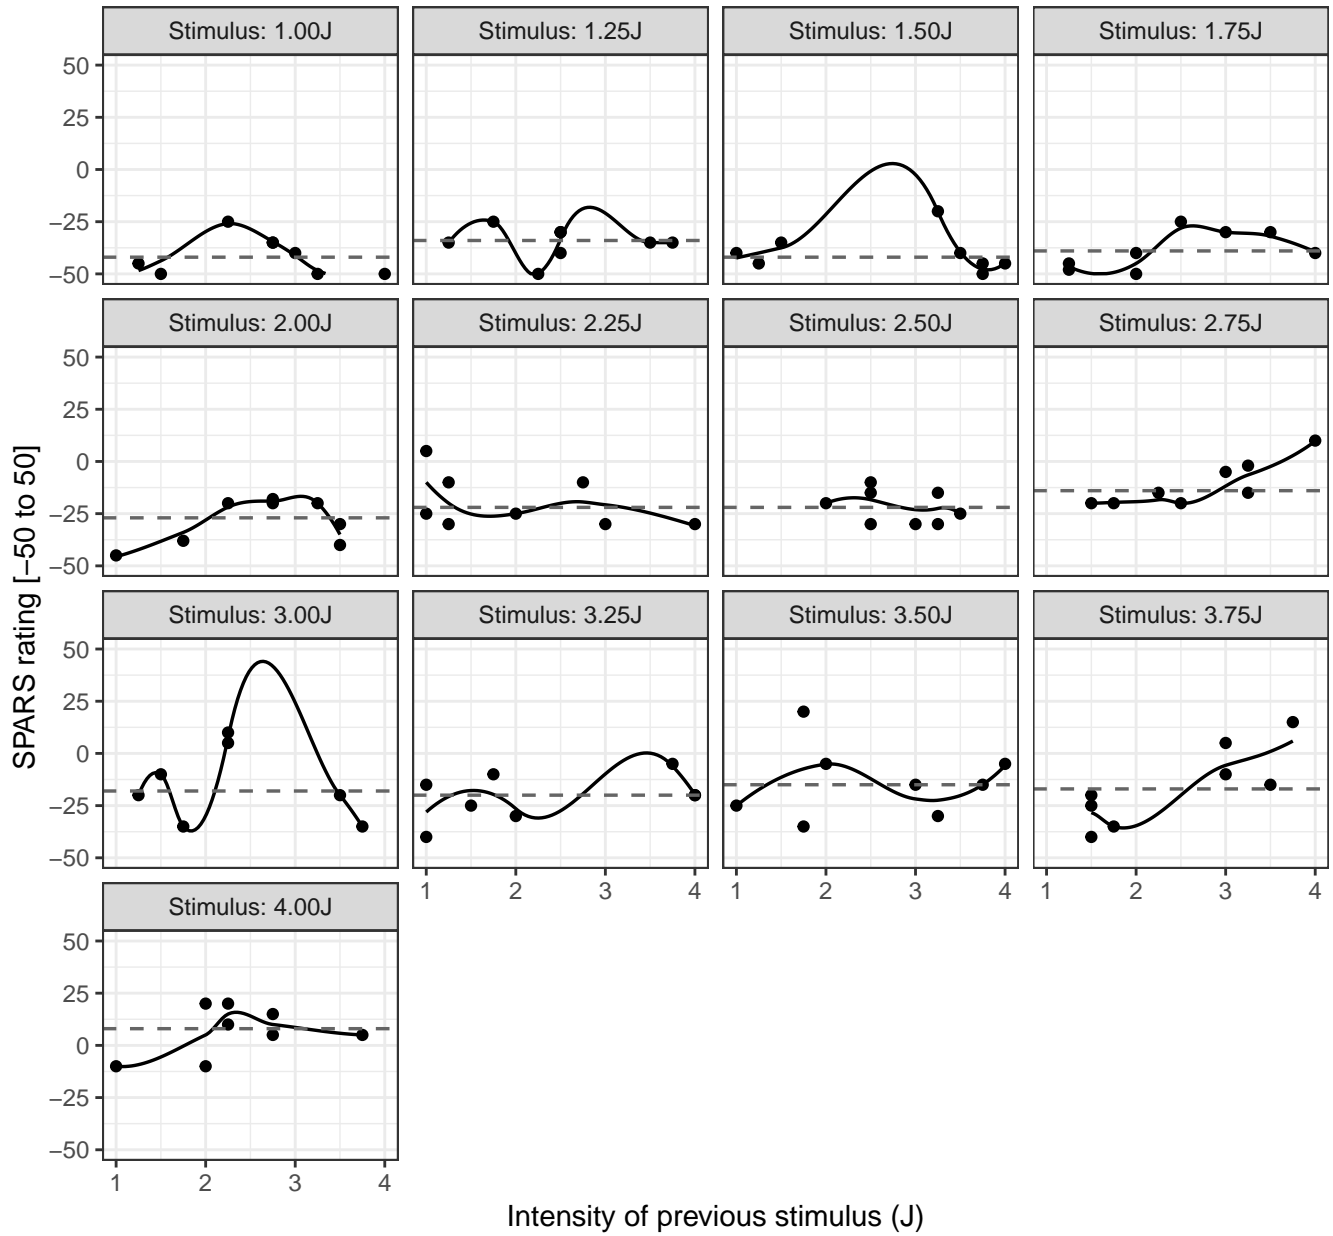 Stimulus: 1.00J Stimulus: 1.25J Stimulus: 1.50J Stimulus: 1.75J
50
25
0
−25
−50
Stimulus: 2.00J Stimulus: 2.25J Stimulus: 2.50J Stimulus: 2.75J
50
25
0
−25
−50
SPARS rating [−50 to 50]
Stimulus: 3.00J Stimulus: 3.25J Stimulus: 3.50J Stimulus: 3.75J
50
25
0
−25
−50
1 2 3 4 1 2 3 4 1 2 3 4
Stimulus: 4.00J
50
25
0
−25
−50
1 2 3 4
Intensity of previous stimulus (J)